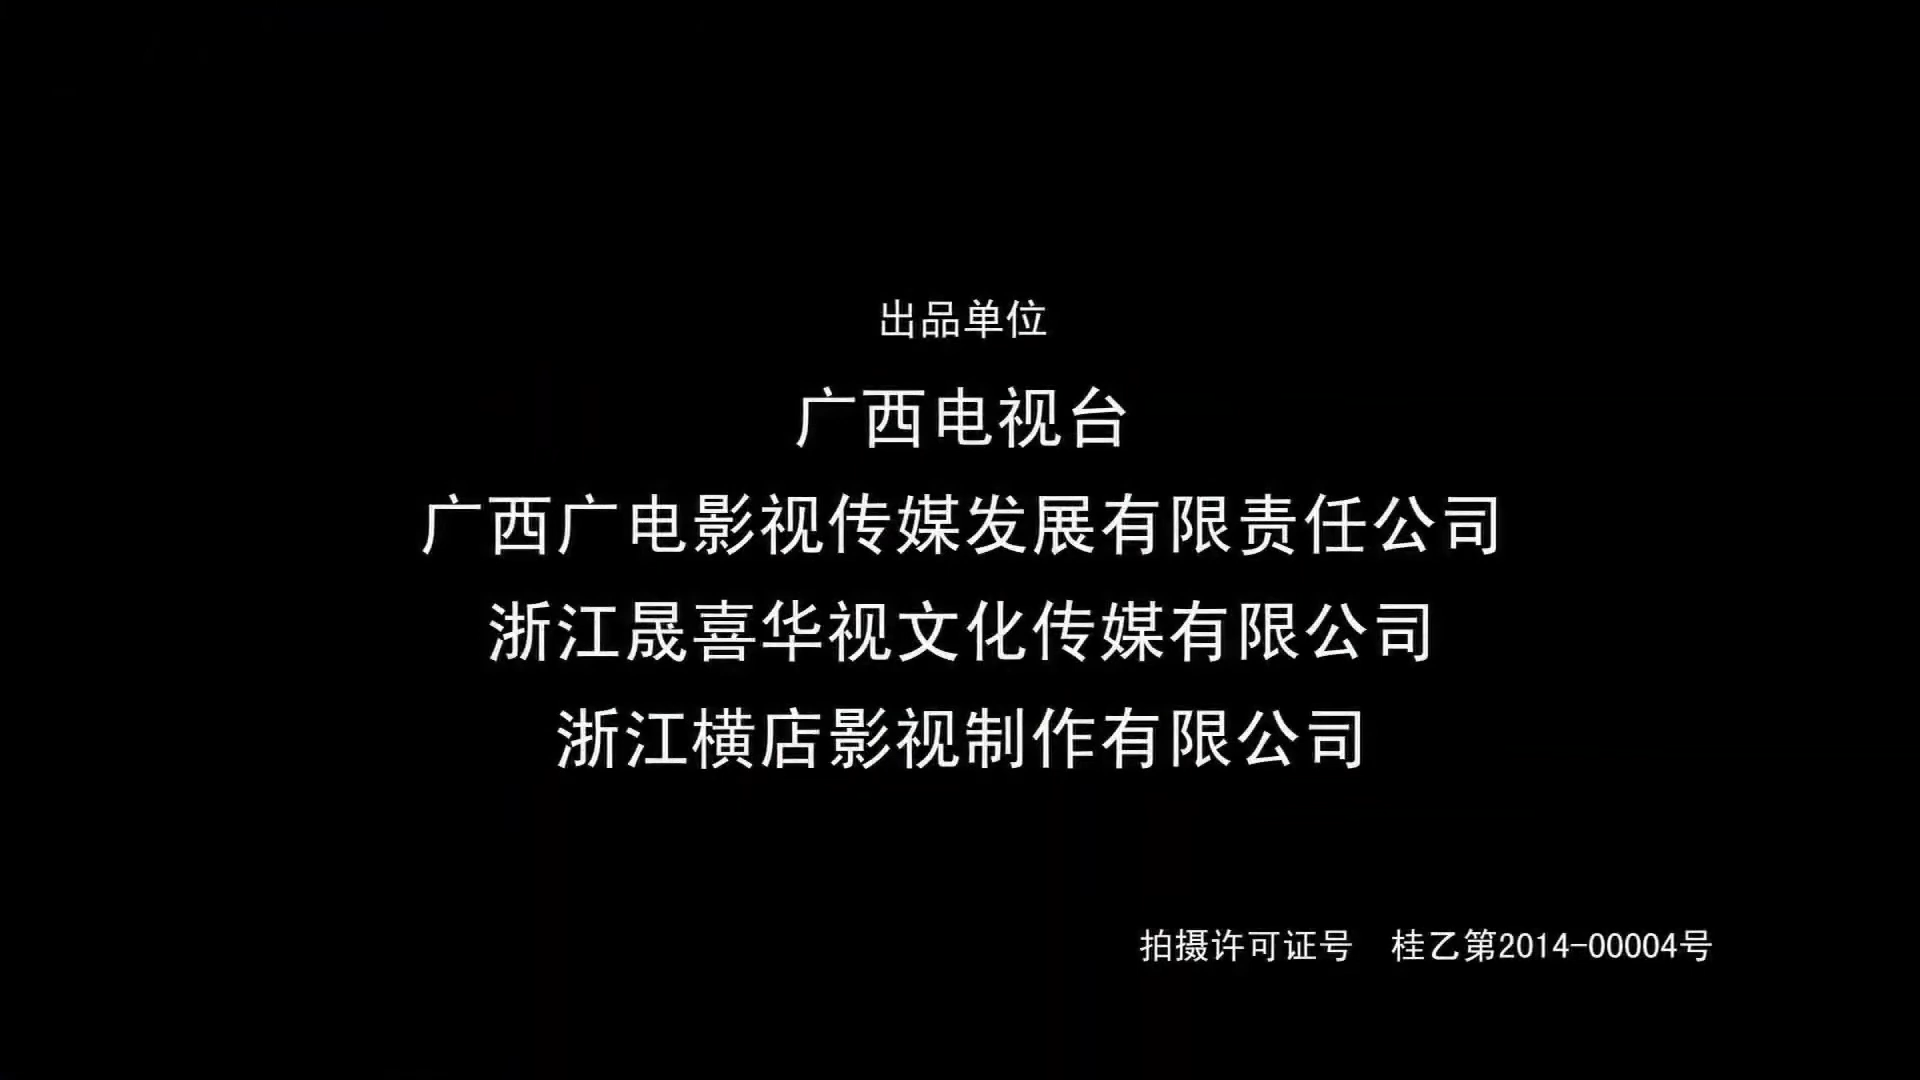 出品单位
广西电视台
广西广电影视传媒发展有限责任公司
浙江晟喜华视文化传媒有限公司
浙江横店影视制作有限公司
拍摄许可证号　桂乙第2014-00004号